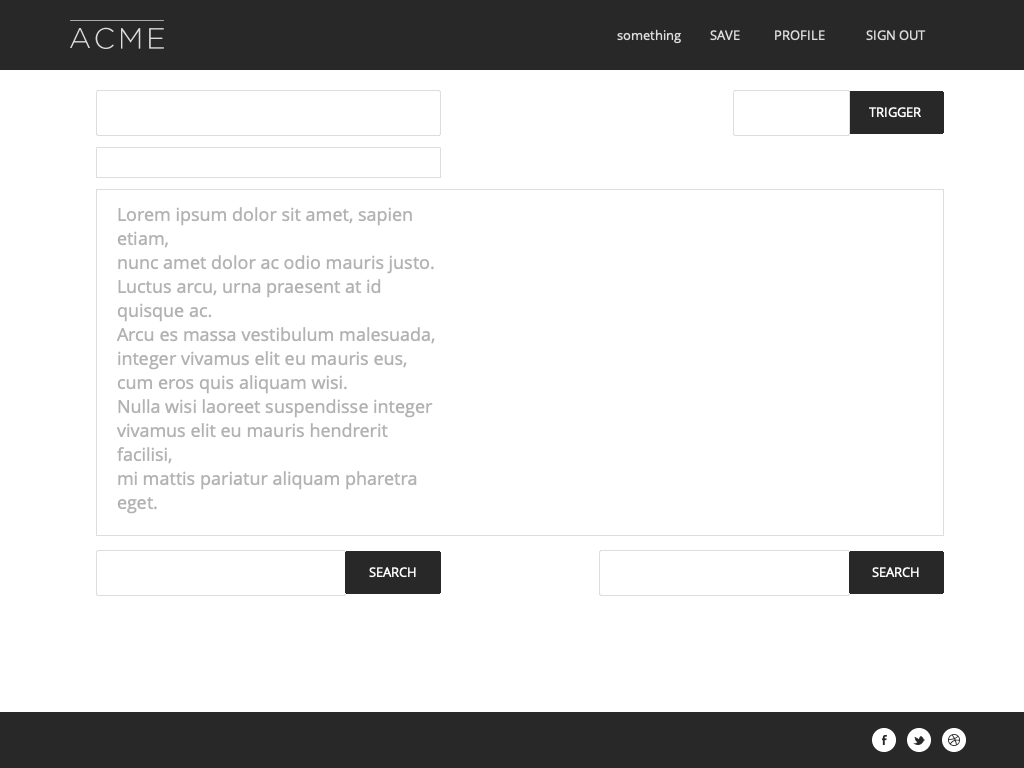 ACME
something SAVE PROFILE SIGN OUT
TRIGGER
Lorem ipsum dolor sit amet, sapien
etiam,
nunc amet dolor ac odio mauris justo.
Luctus arcu, urna praesent at id
quisque ac.
Arcu es massa vestibulum malesuada,
integer vivamus elit eu mauris eus,
cum eros quis aliquam wisi.
Nulla wisi laoreet suspendisse integer
vivamus elit eu mauris hendrerit
facilisi,
mi mattis pariatur aliquam pharetra
eget.
SEARCH
SEARCH